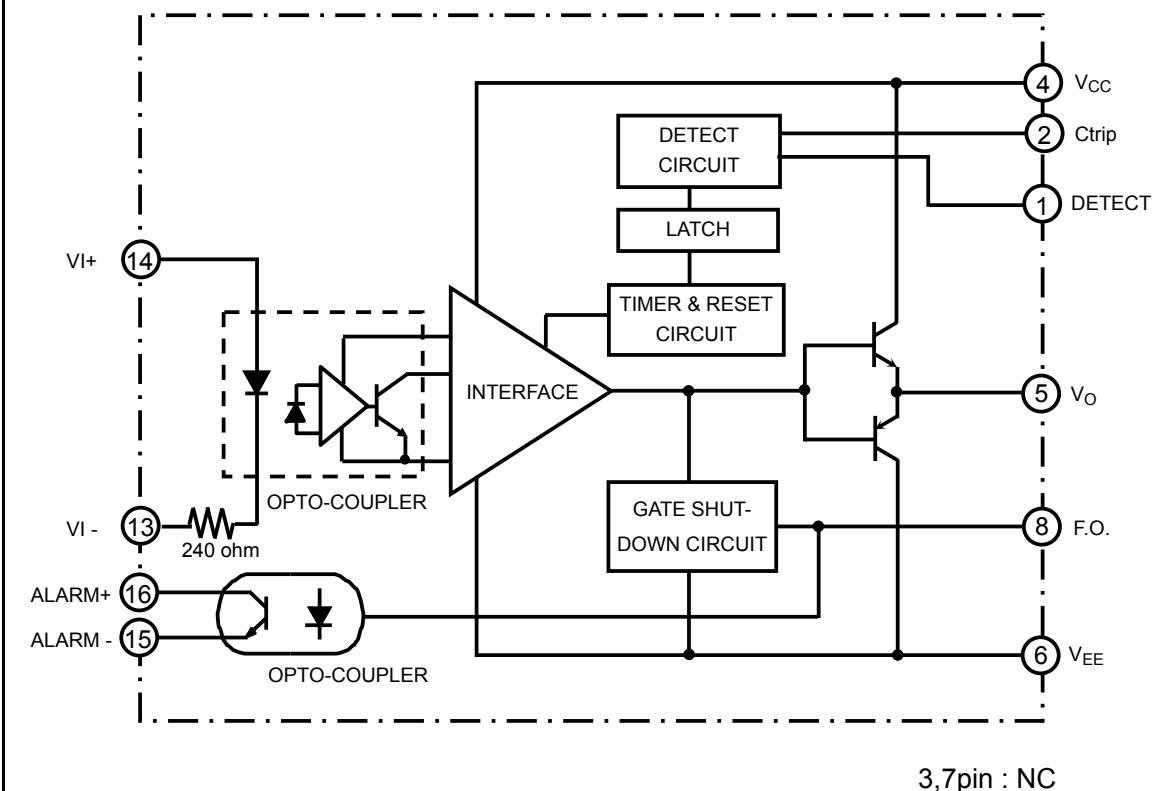 4 VCC
DETECT
CIRCUIT
2 Ctrip
1 DETECT
LATCH
VI+ 14
TIMER & RESET
CIRCUIT
INTERFACE
5 VO
OPTO-COUPLER
GATE SHUT-
DOWN CIRCUIT
VI - 13
240 ohm
8 F.O.
ALARM+ 16
ALARM - 15
OPTO-COUPLER
6 VEE
3,7pin : NC